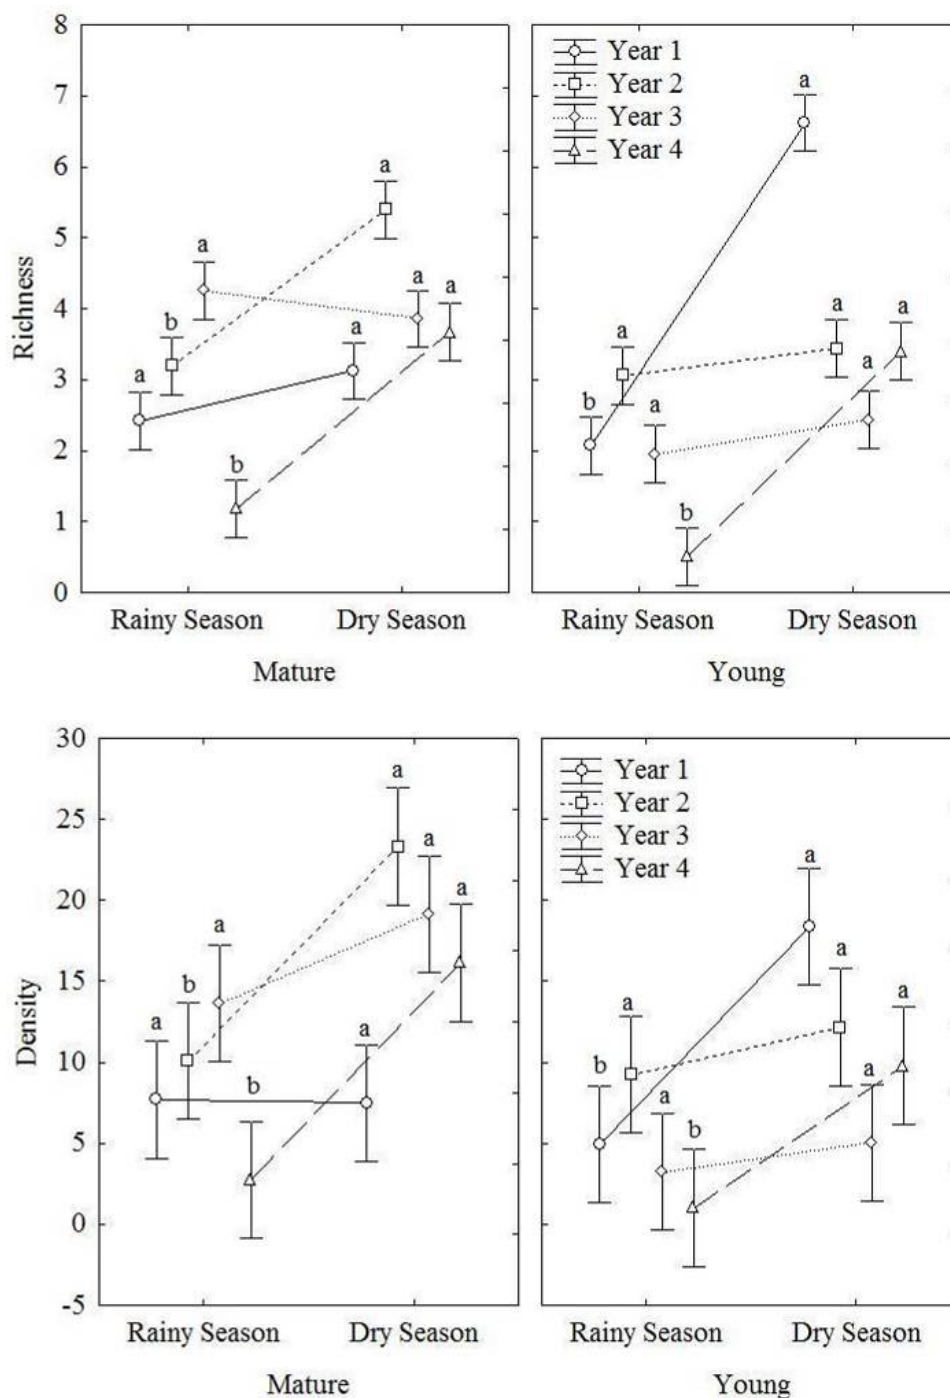 8
7
6
5
4
3
2
1
0
Richness
a
b
a
b
a
a
a
a
Rainy Season Dry Season
Mature
Year 1
Year 2
Year 3
Year 4
b
a
a
b
a
a
a
a
Rainy Season Dry Season
Young
30
25
20
15
10
5
0
-5
Density
a
b
a
b
a
a
a
a
Rainy Season Dry Season
Mature
Year 1
Year 2
Year 3
Year 4
b
a
a
b
a
a
a
a
Rainy Season Dry Season
Young